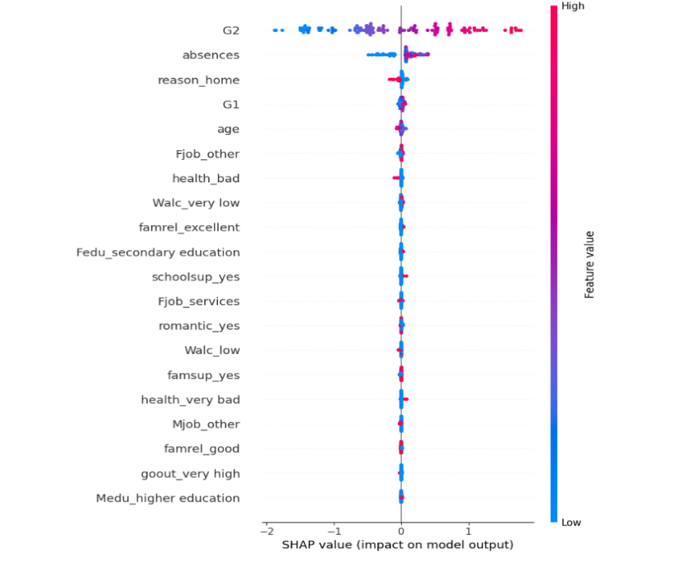 High
G2
absences
reason_home
G1
age
Fjob_other
health_bad
Walc_very low
famrel_excellent
Fedu_secondary education
schoolsup_yes
Fjob_services
romantic_yes
Walc_low
famsup_yes
health_very bad
Mjob_other
famrel_good
goout_very high
Medu_higher education
Feature value
Low
−2 −1 0 1
SHAP value (impact on model output)